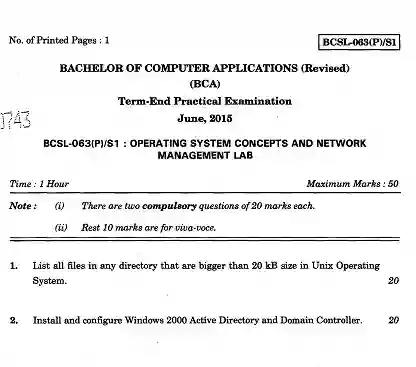 No. of Printed Pages : 1
BCSL-063(P)/S1
BACHELOR OF COMPUTER APPLICATIONS (Revised)
(BCA)
Term-End Practical Examination
1743
June, 2015
BCSL-063(P)/S1 : OPERATING SYSTEM CONCEPTS AND NETWORK
MANAGEMENT LAB
Time : 1 Hour
Maximum Marks : 50
Note : (i) There are two compulsory questions of 20 marks each.
(ii) Rest 10 marks are for viva-voce.
1. List all files in any directory that are bigger than 20 kB size in Unix Operating
System. 20
2. Install and configure Windows 2000 Active Directory and Domain Controller. 20